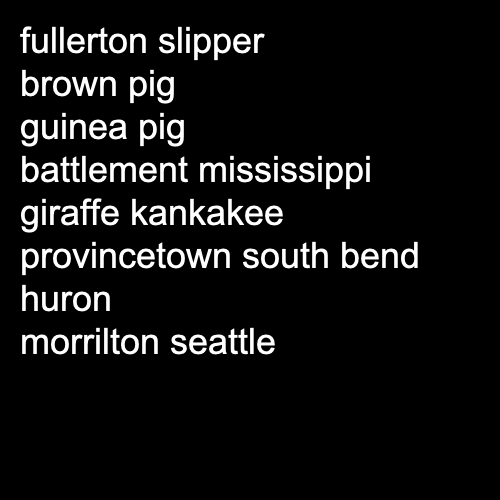 fullerton slipper
brown pig
guinea pig
battlement mississippi
giraffe kankakee
provincetown south bend
huron
morrilton seattle